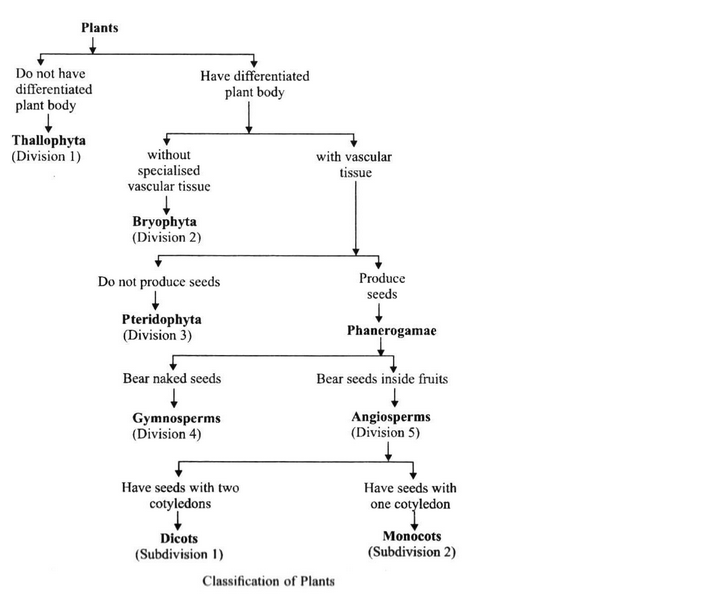 Plants
Do not have
differentiated
plant body
Have differentiated
plant body
Thallophyta
(Division 1)
without
specialised
vascular tissue
with vascular
tissue
Bryophyta
(Division 2)
Do not produce seeds
Produce
seeds
Pteridophyta
(Division 3)
Phanerogamae
Bear naked seeds
Bear seeds inside fruits
Gymnosperms
(Division 4)
Angiosperms
(Division 5)
Have seeds with two
cotyledons
Have seeds with
one cotyledon
Dicots
(Subdivision 1)
Monocots
(Subdivision 2)
Classification of Plants